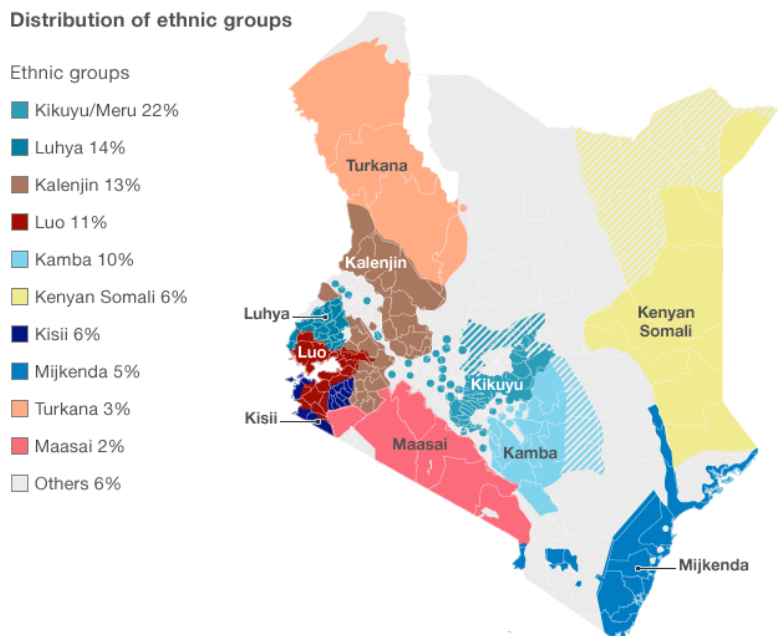 Distribution of ethnic groups
Ethnic groups
Kikuyu/Meru 22%
Luhya 14%
Kalenjin 13%
Luo 11%
Kamba 10%
Kenyan Somali 6%
Kisii 6%
Mijkenda 5%
Turkana 3%
Maasai 2%
Others 6%
Turkana
Kalenjin
Luhya
Kenyan
Somali
Luo
Kikuyu
Kisii
Maasai
Kamba
Mijkenda